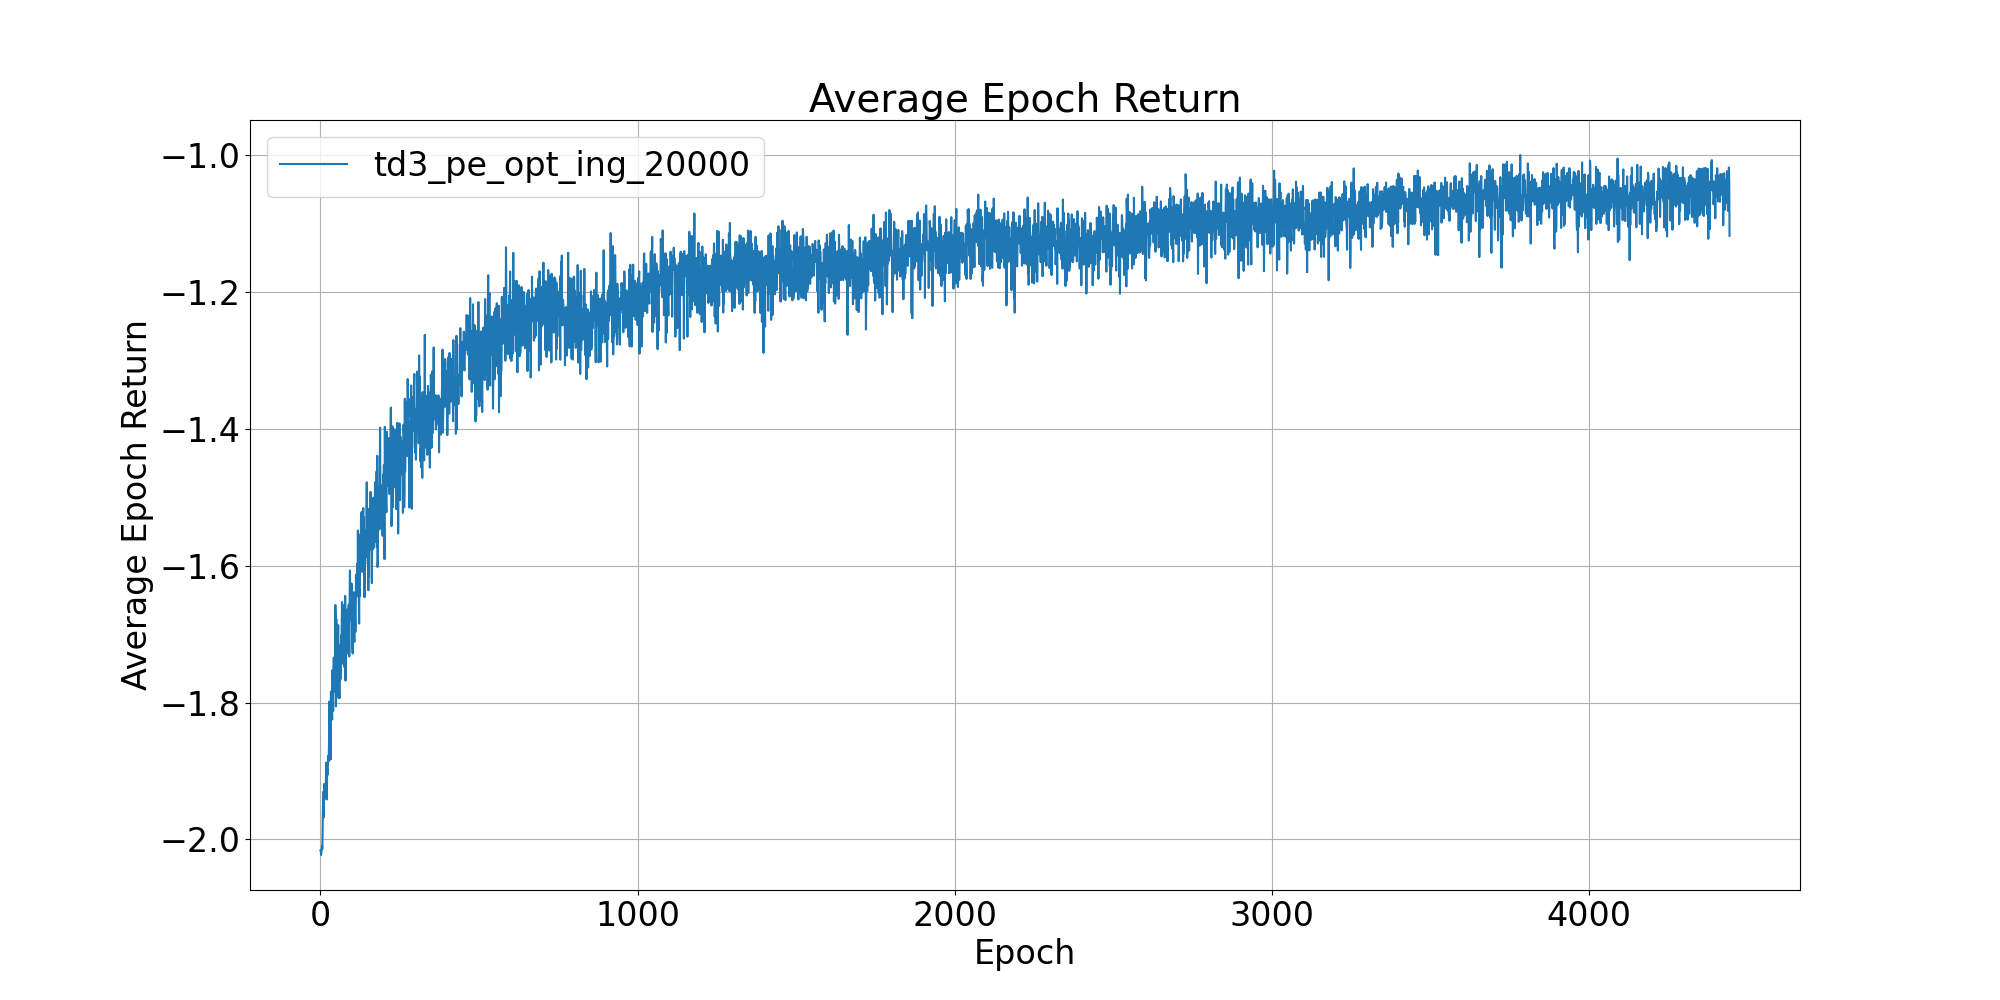 Average Epoch Return
td3_pe_opt_ing_20000
Average Epoch Return
−1.0
−1.2
−1.4
−1.6
−1.8
−2.0
0 1000 2000 3000 4000
Epoch